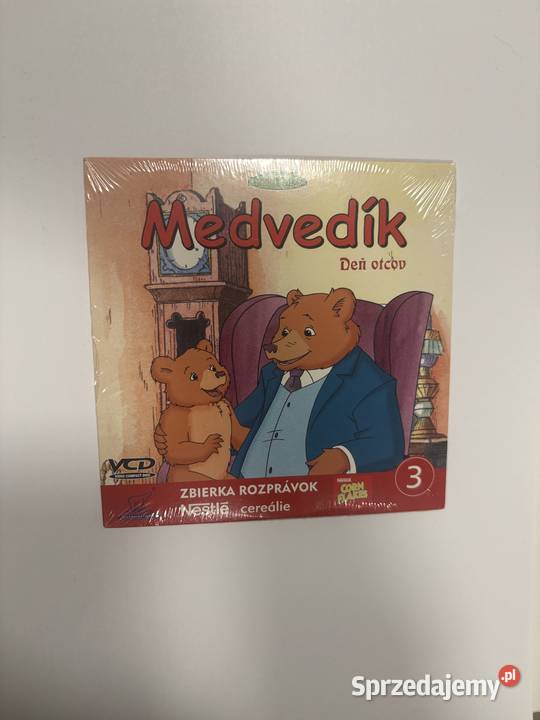 Medvedík
Deň otcov
VCD
ZBIERKA ROZPRÁVOK
Nestlé cereálie
CORN
FLAKES
3
Sprzedajemy.pl